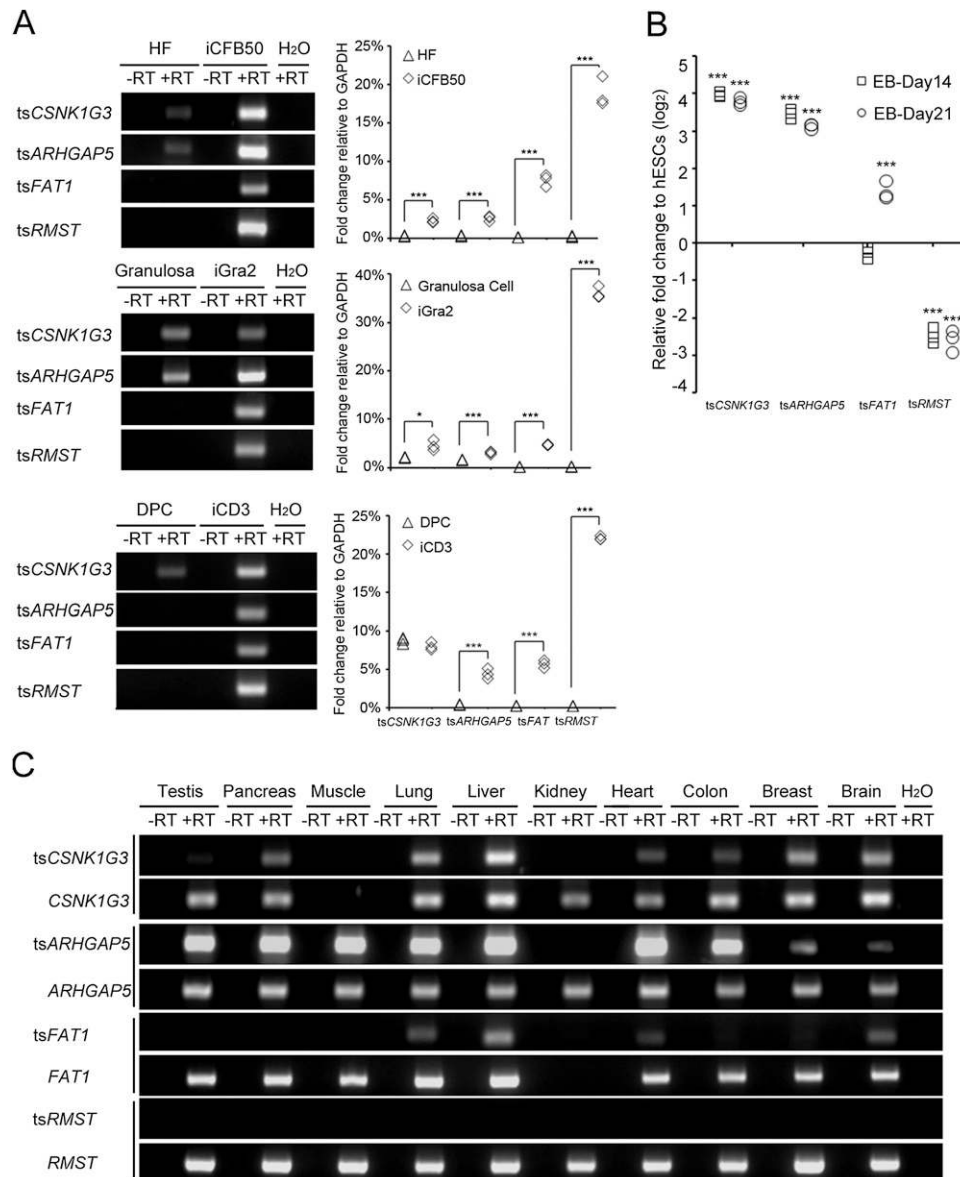 A
HF iCFB50 H2O
-RT +RT -RT +RT +RT
tsCSNK1G3
tsARHGAP5
tsFAT1
tsRMST
Fold change relative to GAPDH
25%
20%
15%
10%
5%
0%
HF
iCFB50
***
***
***
***
Granulosa iGra2 H2O
-RT +RT -RT +RT +RT
tsCSNK1G3
tsARHGAP5
tsFAT1
tsRMST
Fold change relative to GAPDH
40%
30%
20%
10%
0%
Granulosa Cell
iGra2
*
***
***
***
DPC iCD3 H2O
-RT +RT -RT +RT +RT
tsCSNK1G3
tsARHGAP5
tsFAT1
tsRMST
Fold change relative to GAPDH
25%
20%
15%
10%
5%
0%
DPC
iCD3
***
***
***
tsCSNK1G3 tsARHGAP5 tsFAT tsRMST
B
Relative fold change to hESCs (log2)
6
5
4
3
2
1
0
-1
-2
-3
-4
EB-Day14
EB-Day21
*** ***
*** ***
***
*** ***
tsCSNK1G3 tsARHGAP5 tsFAT1 tsRMST
C
Testis Pancreas Muscle Lung Liver Kidney Heart Colon Breast Brain H2O
-RT +RT -RT +RT -RT +RT -RT +RT -RT +RT -RT +RT -RT +RT -RT +RT -RT +RT -RT +RT +RT
tsCSNK1G3
CSNK1G3
tsARHGAP5
ARHGAP5
tsFAT1
FAT1
tsRMST
RMST